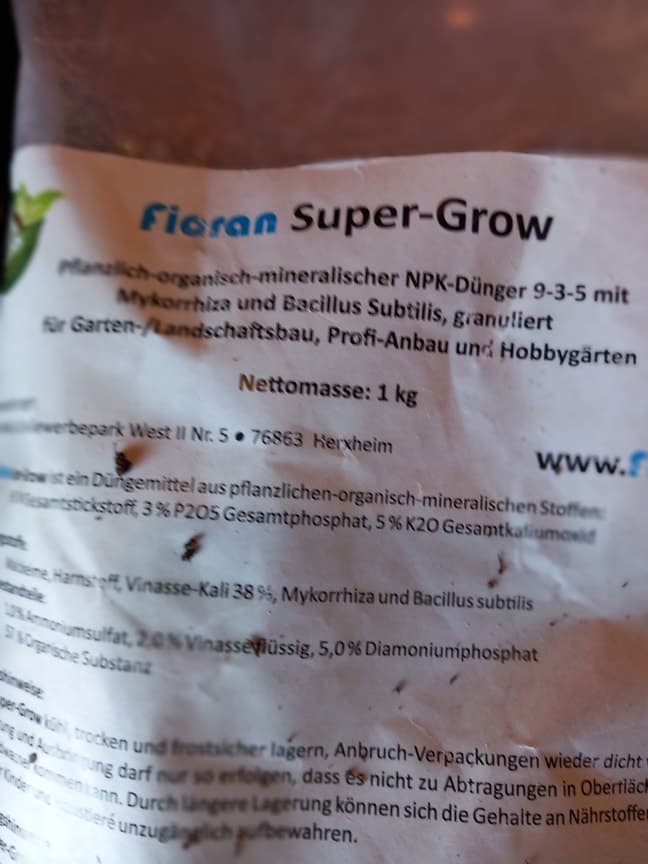 Fioran Super-Grow
Pflanzlich-organisch-mineralischer NPK-Dünger 9-3-5 mit
Mykorrhiza und Bacillus Subtilis, granuliert
für Garten-/Landschaftsbau, Profi-Anbau und Hobbygärten
Nettomasse: 1 kg
West II Nr. 5 • 76863 Herxheim
www.
ist ein Düngemittel aus pflanzlichen-organisch-mineralischen Stoffen:
Gesamtstickstoff, 3 % P2O5 Gesamtphosphat, 5 % K2O Gesamtkaliumoxid
Harnstoff, Vinasse-Kali 38 %, Mykorrhiza und Bacillus subtilis
Ammoniumsulfat, 2,0 % Vinasse flüssig, 5,0 % Diamoniumphosphat
57 % Organische Substanz
kühl, trocken und frostsicher lagern, Anbruch-Verpackungen wieder dicht
darf nur so erfolgen, dass es nicht zu Abtragungen in Oberfläc
kommen kann. Durch längere Lagerung können sich die Gehalte an Nährstoffe
unzugänglich aufbewahren.